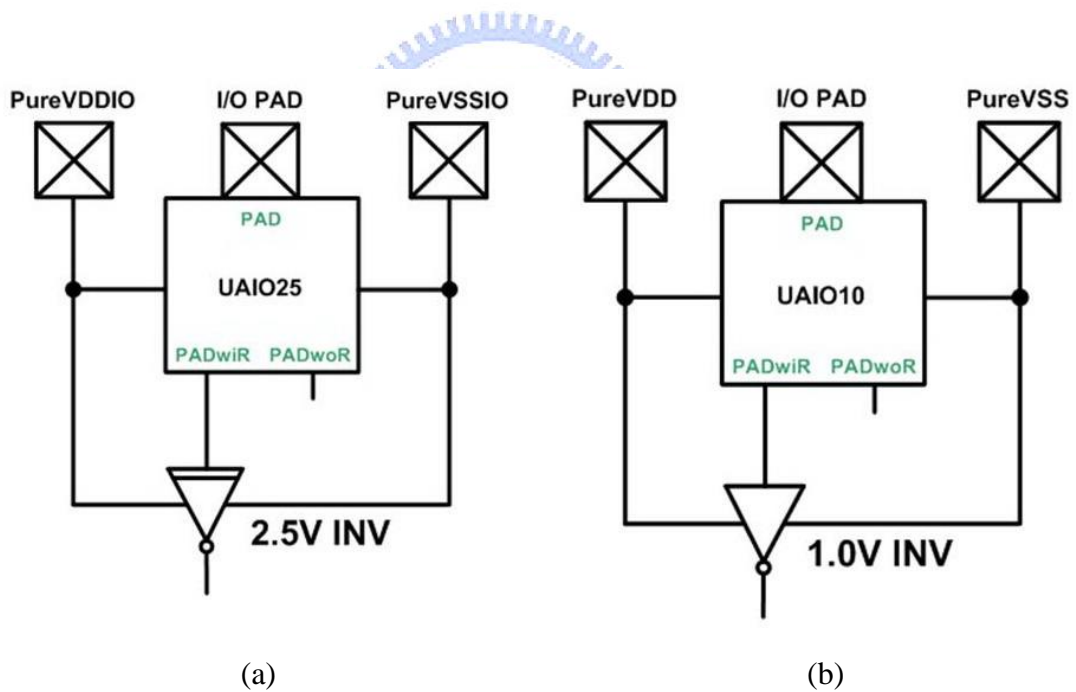 PureVDDIO
I/O PAD
PureVSSIO
PAD
UAIO25
PADwiR PADwoR
2.5V INV
(a)
PureVDD
I/O PAD
PureVSS
PAD
UAIO10
PADwiR PADwoR
1.0V INV
(b)